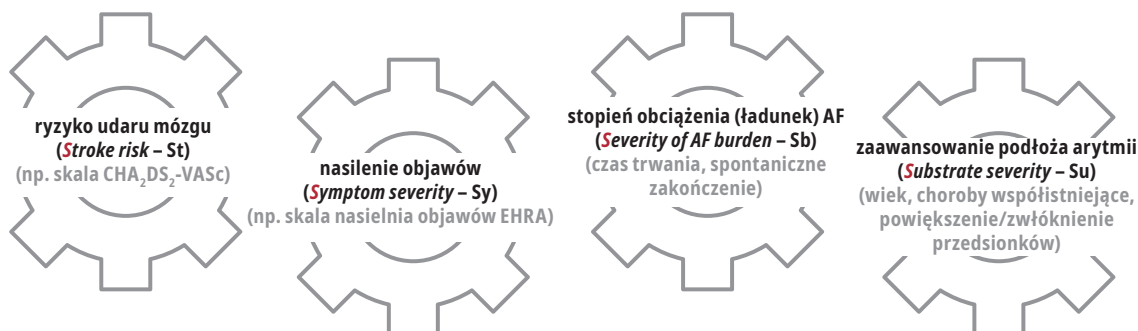 ryzyko udaru mózgu
(Stroke risk – St)
(np. skala CHA₂DS₂-VASc)
nasilenie objawów
(Symptom severity – Sy)
(np. skala nasielnia objawów EHRA)
stopień obciążenia (ładunek) AF
(Severity of AF burden – Sb)
(czas trwania, spontaniczne
zakończenie)
zaawansowanie podłoża arytmii
(Substrate severity – Su)
(wiek, choroby współistniejące,
powiększenie/zwłóknienie
przedsionków)